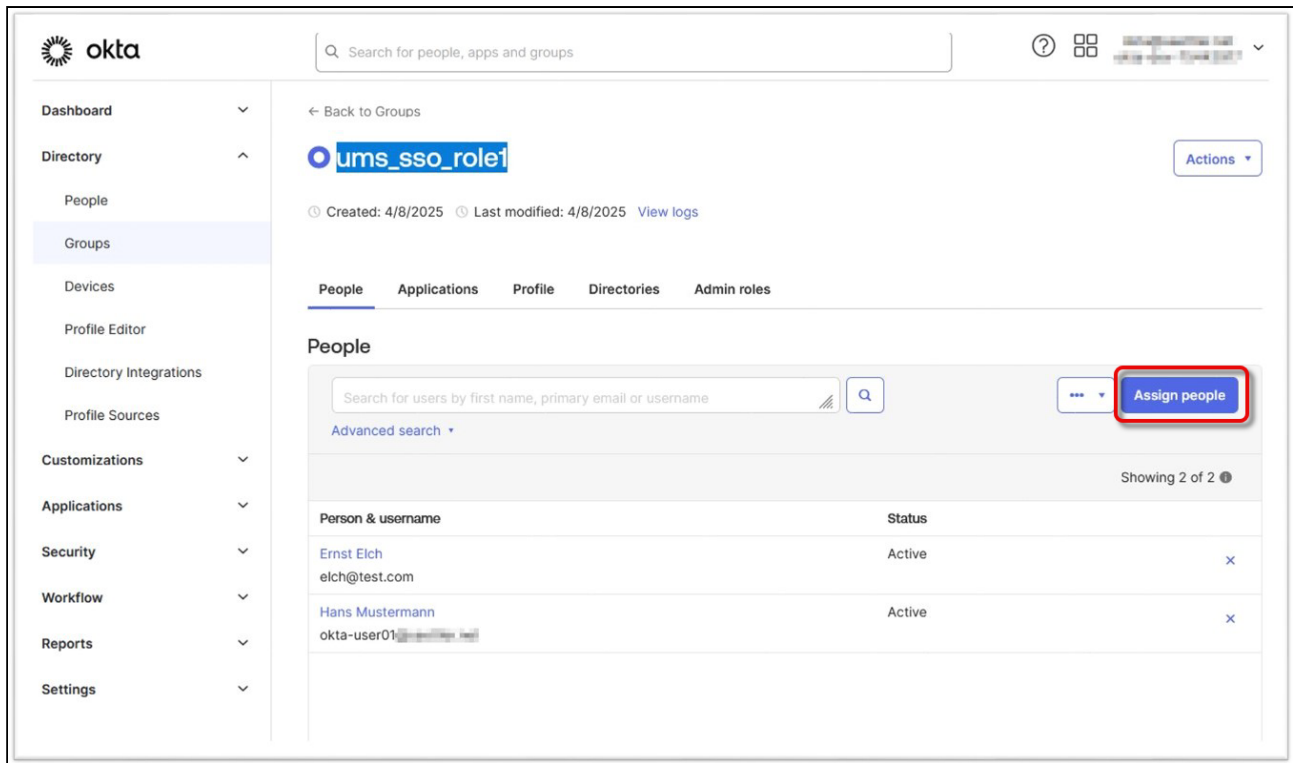 okta
Search for people, apps and groups
Dashboard
Directory
People
Groups
Devices
Profile Editor
Directory Integrations
Profile Sources
Customizations
Applications
Security
Workflow
Reports
Settings
← Back to Groups
ums_sso_role1
Actions
Created: 4/8/2025 Last modified: 4/8/2025 View logs
People Applications Profile Directories Admin roles
People
Search for users by first name, primary email or username
Assign people
Advanced search
Showing 2 of 2
Person & username Status
Ernst Elch Active
elch@test.com
Hans Mustermann Active
okta-user01